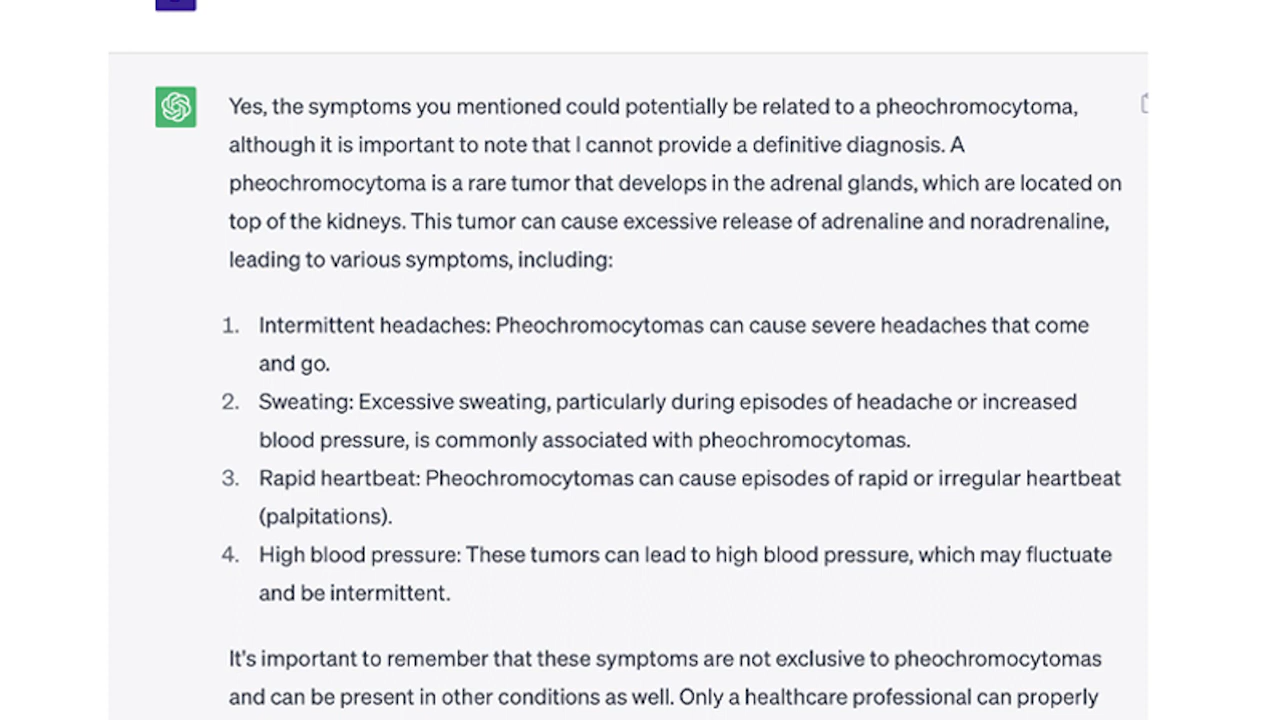 Yes, the symptoms you mentioned could potentially be related to a pheochromocytoma,
although it is important to note that I cannot provide a definitive diagnosis. A
pheochromocytoma is a rare tumor that develops in the adrenal glands, which are located on
top of the kidneys. This tumor can cause excessive release of adrenaline and noradrenaline,
leading to various symptoms, including:
1. Intermittent headaches: Pheochromocytomas can cause severe headaches that come
and go.
2. Sweating: Excessive sweating, particularly during episodes of headache or increased
blood pressure, is commonly associated with pheochromocytomas.
3. Rapid heartbeat: Pheochromocytomas can cause episodes of rapid or irregular heartbeat
(palpitations).
4. High blood pressure: These tumors can lead to high blood pressure, which may fluctuate
and be intermittent.
It's important to remember that these symptoms are not exclusive to pheochromocytomas
and can be present in other conditions as well. Only a healthcare professional can properly